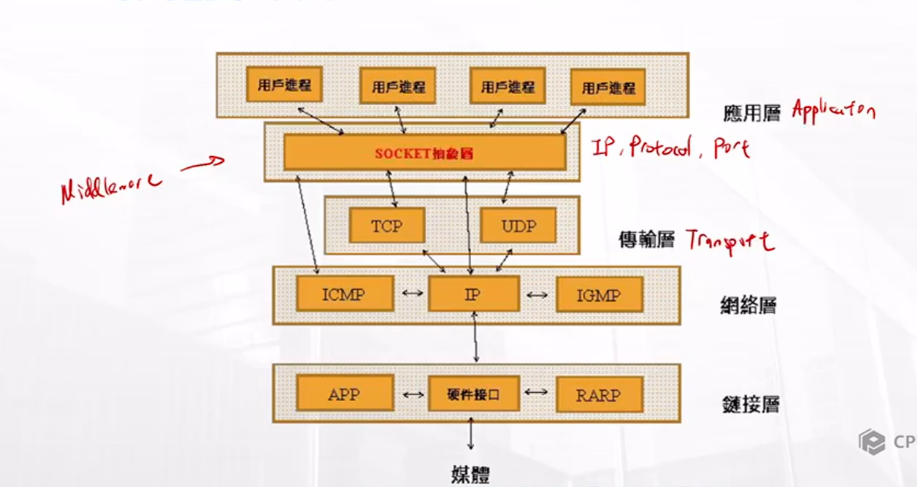 用戶進程 用戶進程 用戶進程 用戶進程
應用層 Application
SOCKET抽象層 IP, Protocol, Port
Middleware
TCP UDP
傳輸層 Transport
ICMP IP IGMP
網絡層
APP 硬件接口 RARP
鏈接層
媒體
CP